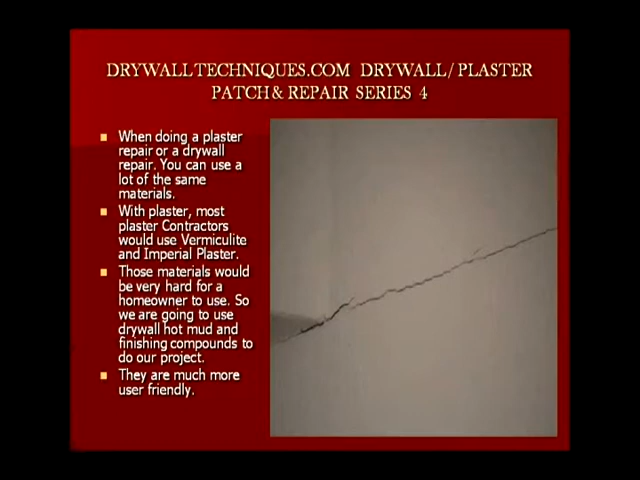 DRYWALL TECHNIQUES.COM DRYWALL / PLASTER
PATCH & REPAIR SERIES 4
When doing a plaster
repair or a drywall
repair. You can use a
lot of the same
materials.
With plaster, most
plaster Contractors
would use Vermiculite
and Imperial Plaster.
Those materials would
be very hard for a
homeowner to use. So
we are going to use
drywall hot mud and
finishing compounds to
do our project.
They are much more
user friendly.